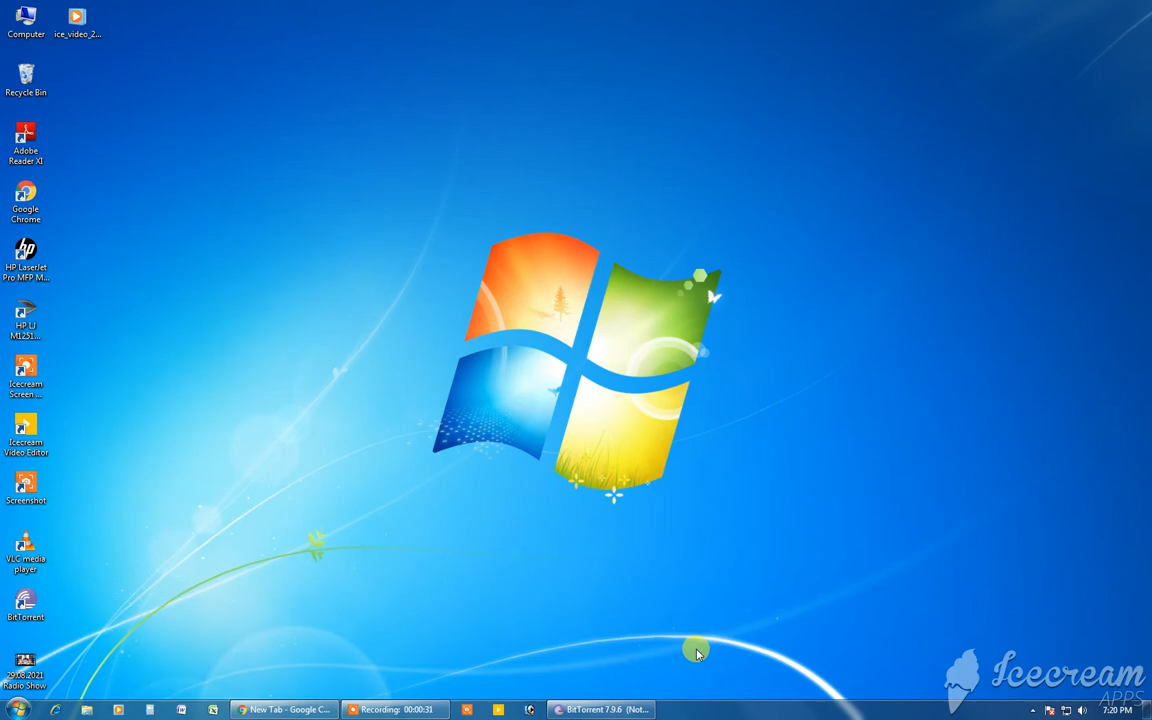 Computer
ice_video_2...
Recycle Bin
Adobe
Reader XI
Google
Chrome
hp
HP LaserJet
Pro MFP M...
HP LJ
M1251...
Icecream
Screen ...
Icecream
Video Editor
Screenshot
VLC media
player
BitTorrent
29.08.2021
Radio Show
Icecream
APPS
New Tab - Google C...
Recording: 00:00:31
BitTorrent 7.9.6 (Not...
7:20 PM